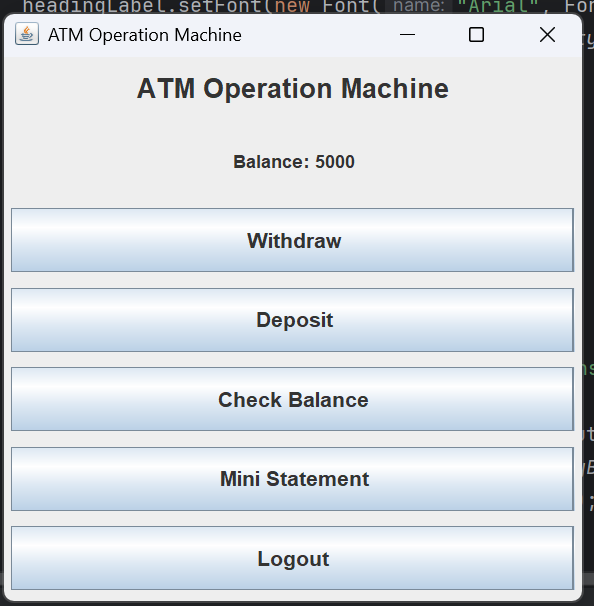 headingLabel.setFont(new Font( name: "Arial", Fon
ATM Operation Machine
ATM Operation Machine
Balance: 5000
Withdraw
Deposit
Check Balance
Mini Statement
Logout